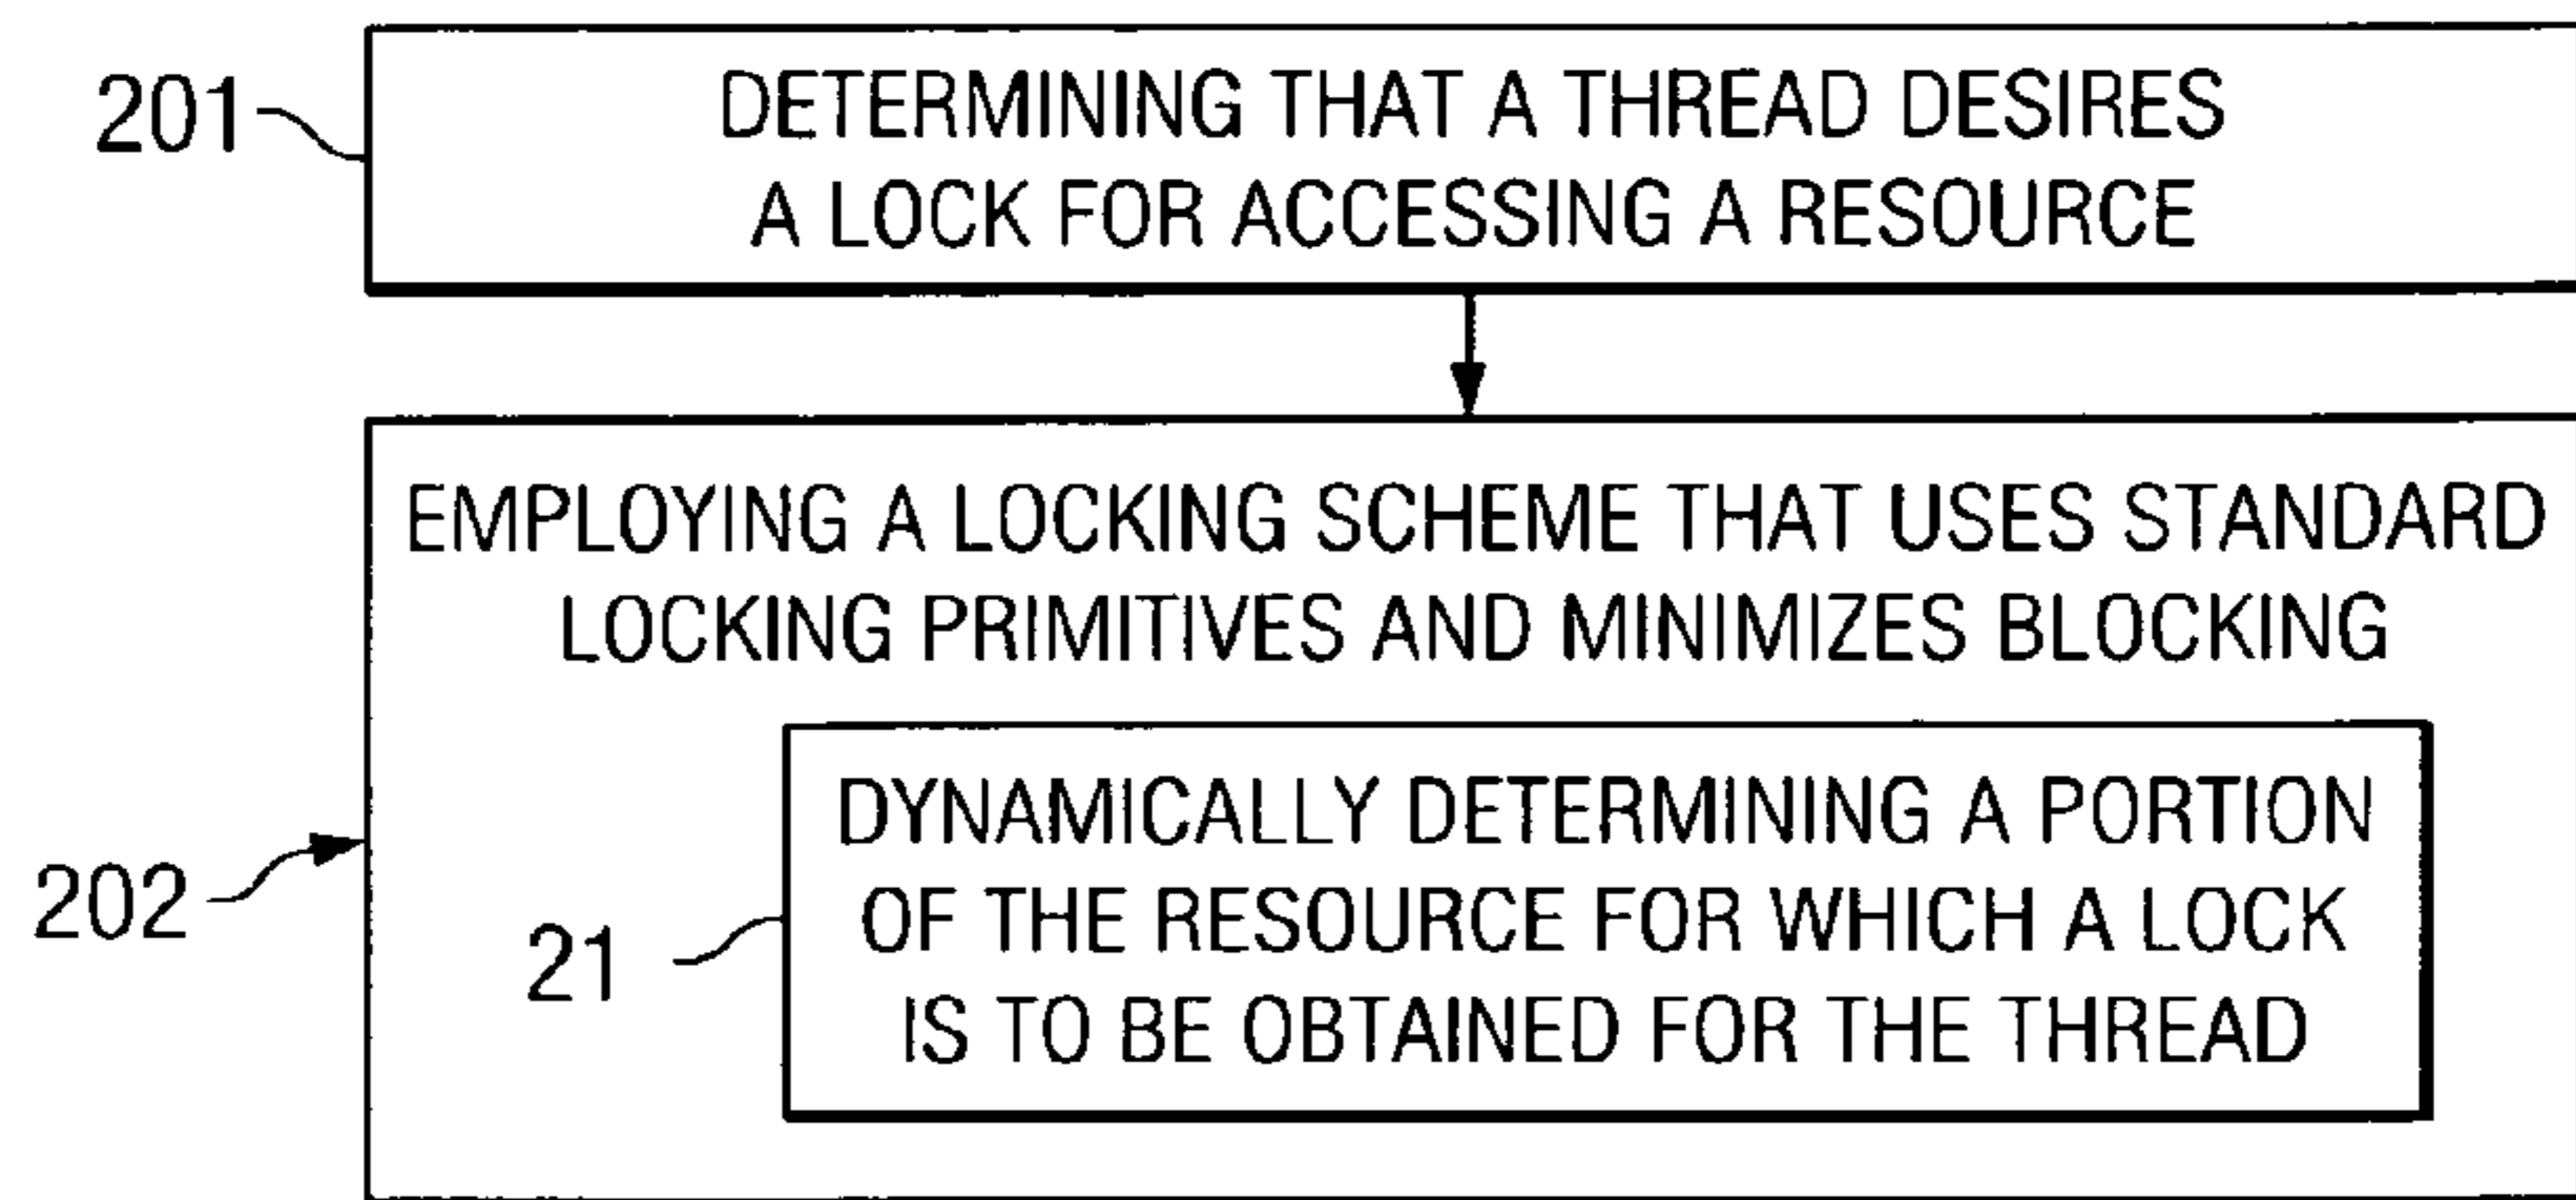 201
DETERMINING THAT A THREAD DESIRES
A LOCK FOR ACCESSING A RESOURCE
202
EMPLOYING A LOCKING SCHEME THAT USES STANDARD
LOCKING PRIMITIVES AND MINIMIZES BLOCKING
21
DYNAMICALLY DETERMINING A PORTION
OF THE RESOURCE FOR WHICH A LOCK
IS TO BE OBTAINED FOR THE THREAD